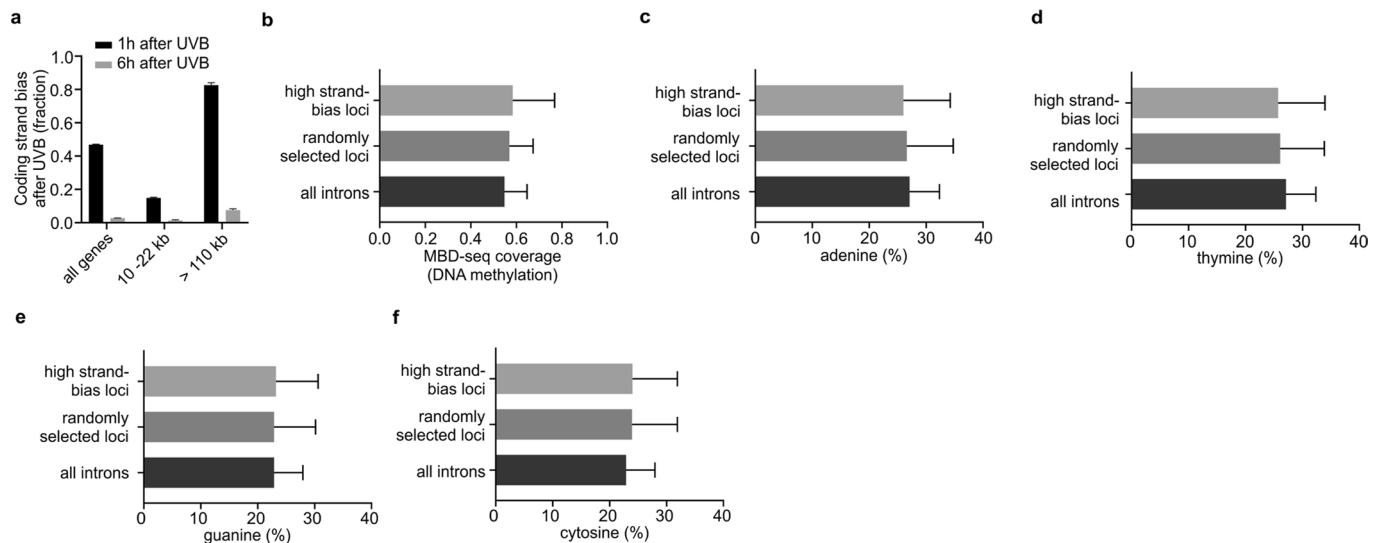 a
1h after UVB
6h after UVB
Coding strand bias
after UVB (fraction)
1.0
0.8
0.6
0.4
0.2
0.0
all genes
10 -22 kb
> 110 kb
b
high strand-
bias loci
randomly
selected loci
all introns
0.0 0.2 0.4 0.6 0.8 1.0
MBD-seq coverage
(DNA methylation)
c
high strand-
bias loci
randomly
selected loci
all introns
0 10 20 30 40
adenine (%)
d
high strand-
bias loci
randomly
selected loci
all introns
0 10 20 30 40
thymine (%)
e
high strand-
bias loci
randomly
selected loci
all introns
0 10 20 30 40
guanine (%)
f
high strand-
bias loci
randomly
selected loci
all introns
0 10 20 30 40
cytosine (%)